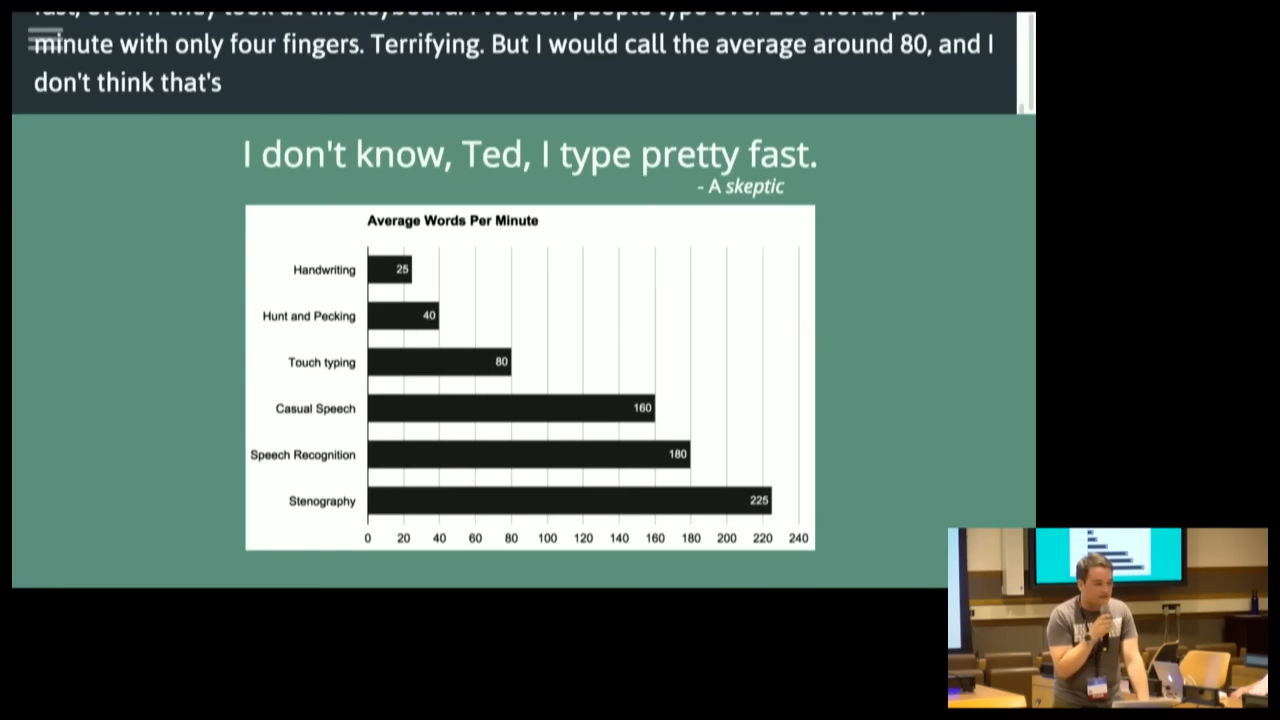 minute with only four fingers. Terrifying. But I would call the average around 80, and I
don't think that's
I don't know, Ted, I type pretty fast.
- A skeptic
Average Words Per Minute
Handwriting 25
Hunt and Pecking 40
Touch typing 80
Casual Speech 160
Speech Recognition 180
Stenography 225
0 20 40 60 80 100 120 140 160 180 200 220 240